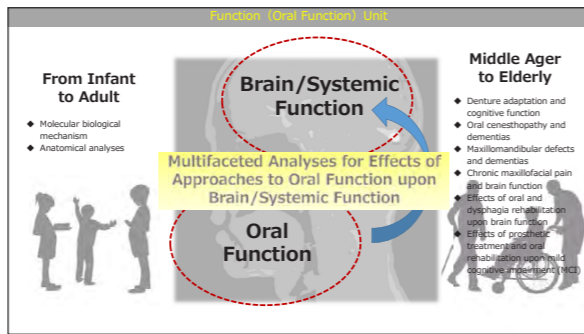 Function (Oral Function) Unit
From Infant
to Adult
◆ Molecular biological
mechanism
◆ Anatomical analyses
Brain/Systemic
Function
Multifaceted Analyses for Effects of
Approaches to Oral Function upon
Brain/Systemic Function
Oral
Function
Middle Ager
to Elderly
◆ Denture adaptation and
cognitive function
◆ Oral cenesthopathy and
dementias
◆ Maxillomandibular defects
and dementias
◆ Chronic maxillofacial pain
and brain function
◆ Effects of oral and
dysphagia rehabilitation
upon brain function
◆ Effects of prosthetic
treatment and oral
rehabilitation upon mild
cognitive impairment (MCI)